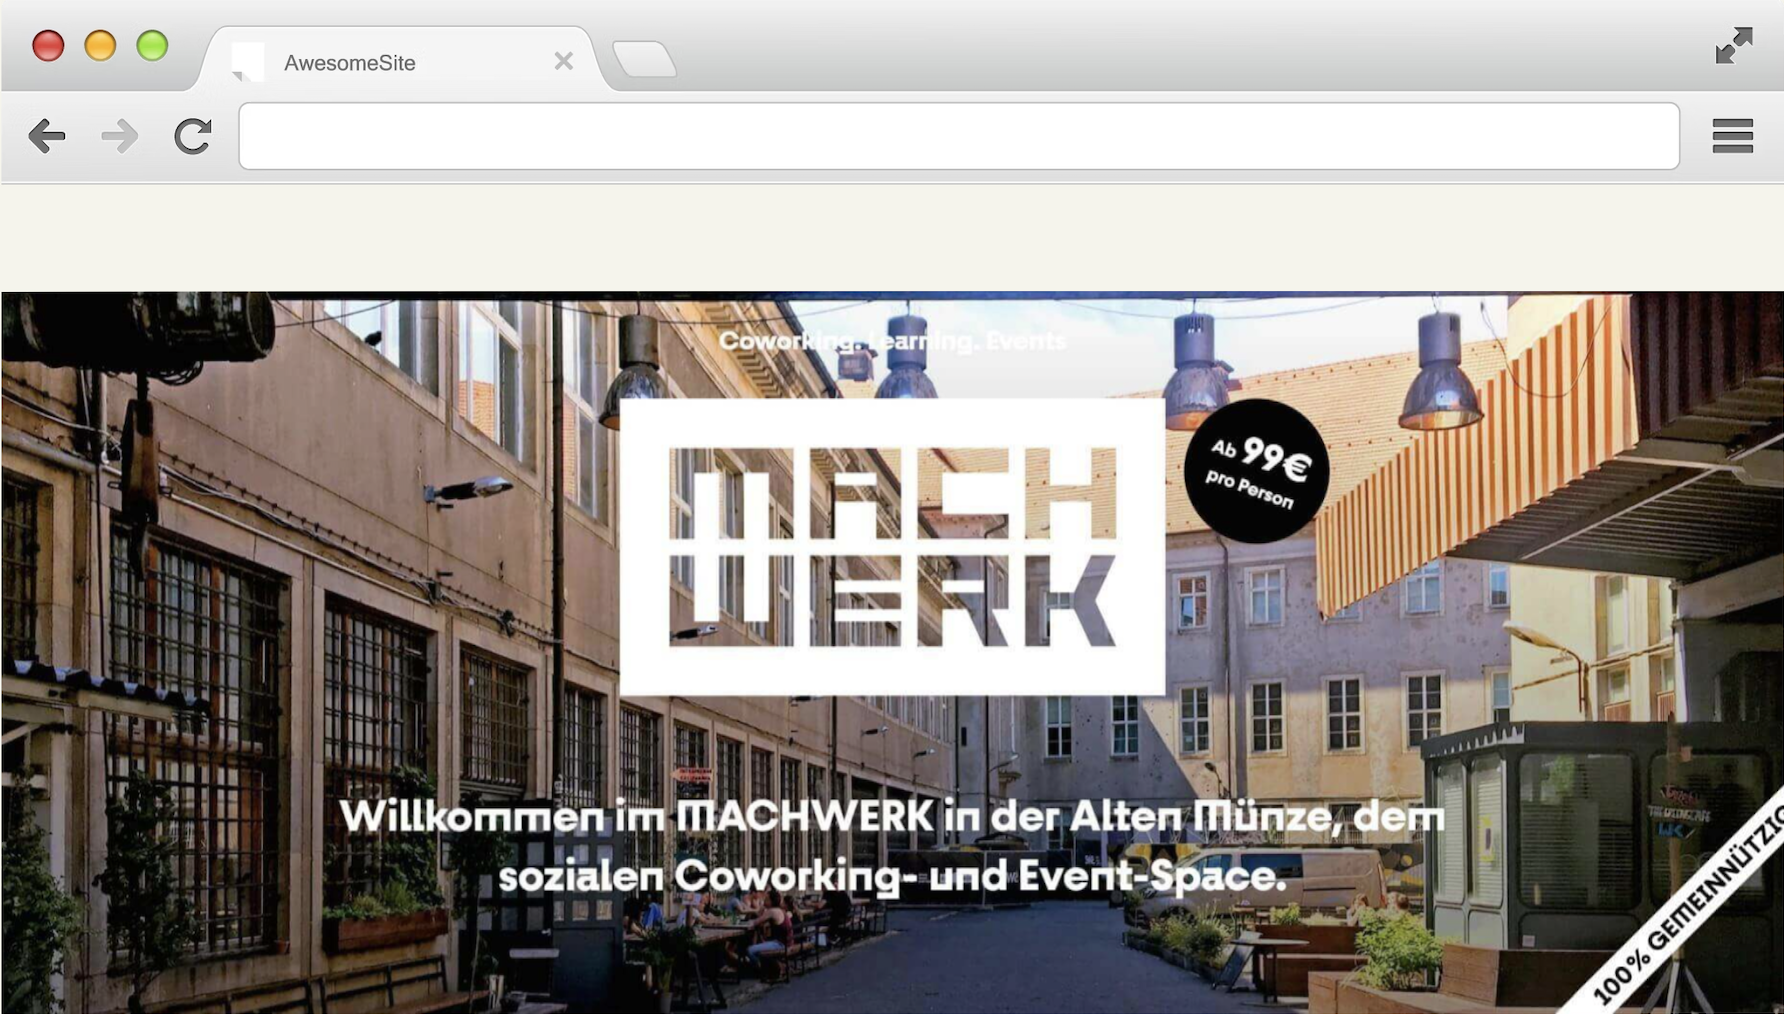 AwesomeSite
Coworking. Learning. Events
MACH
WERK
Ab 99€
pro Person
Willkommen im MACHWERK in der Alten Münze, dem
sozialen Coworking- und Event-Space.
100% GEMEINNÜTZIG